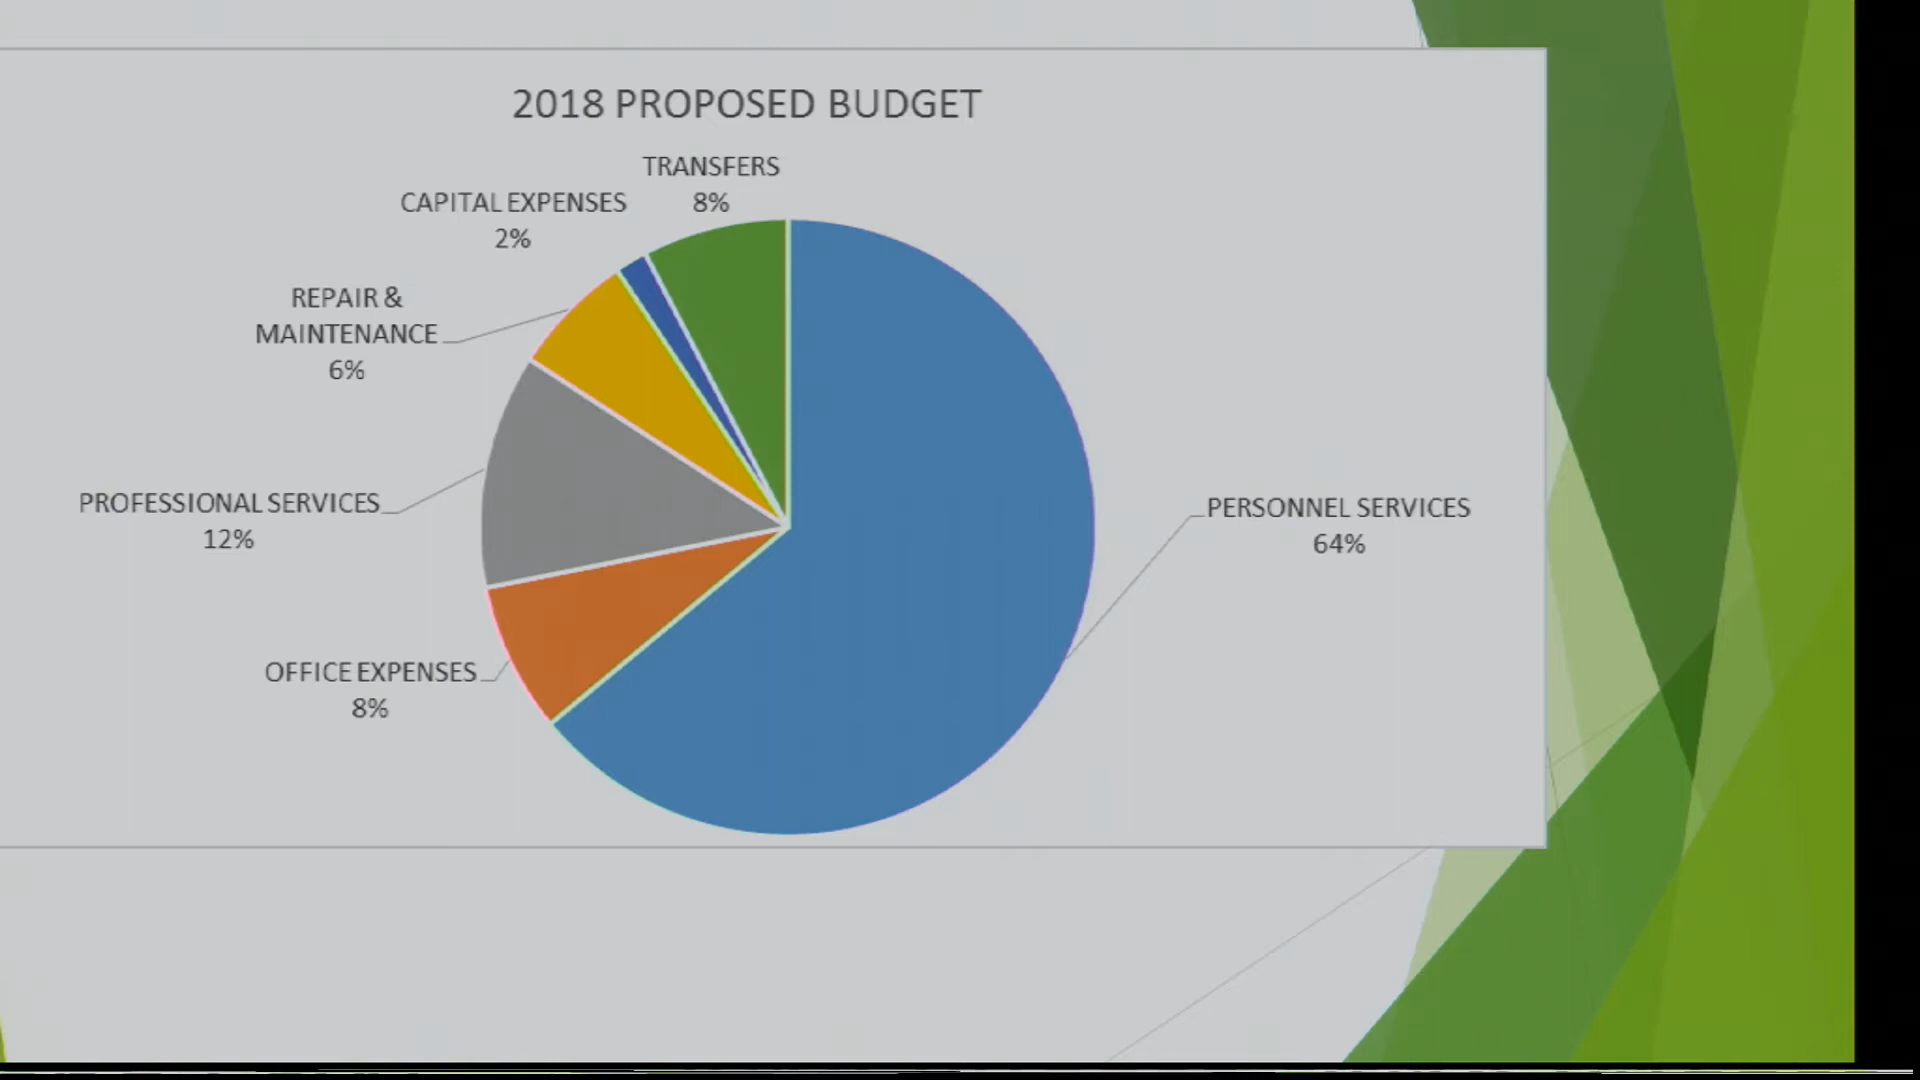 2018 PROPOSED BUDGET
TRANSFERS
8%
CAPITAL EXPENSES
2%
REPAIR &
MAINTENANCE
6%
PROFESSIONAL SERVICES
12%
OFFICE EXPENSES
8%
PERSONNEL SERVICES
64%